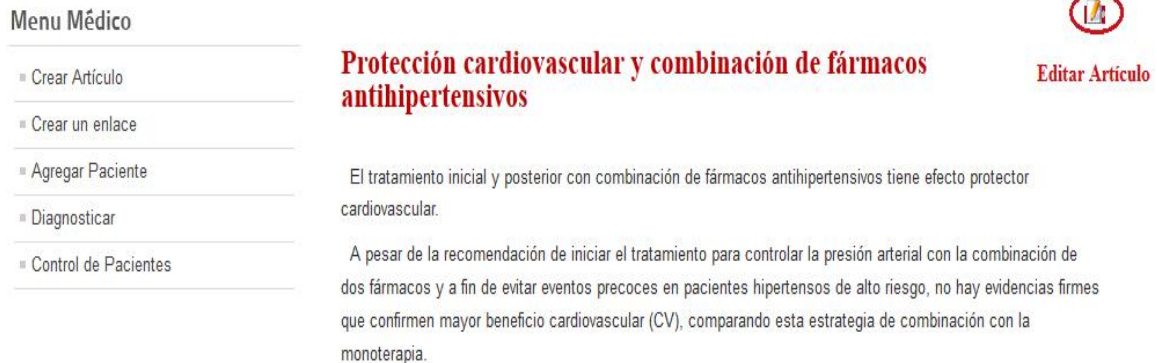 Menu Médico
Crear Artículo
Crear un enlace
Agregar Paciente
Diagnosticar
Control de Pacientes
Editar Artículo
Protección cardiovascular y combinación de fármacos
antihipertensivos
El tratamiento inicial y posterior con combinación de fármacos antihipertensivos tiene efecto protector
cardiovascular.
A pesar de la recomendación de iniciar el tratamiento para controlar la presión arterial con la combinación de
dos fármacos y a fin de evitar eventos precoces en pacientes hipertensos de alto riesgo, no hay evidencias firmes
que confirmen mayor beneficio cardiovascular (CV), comparando esta estrategia de combinación con la
monoterapia.